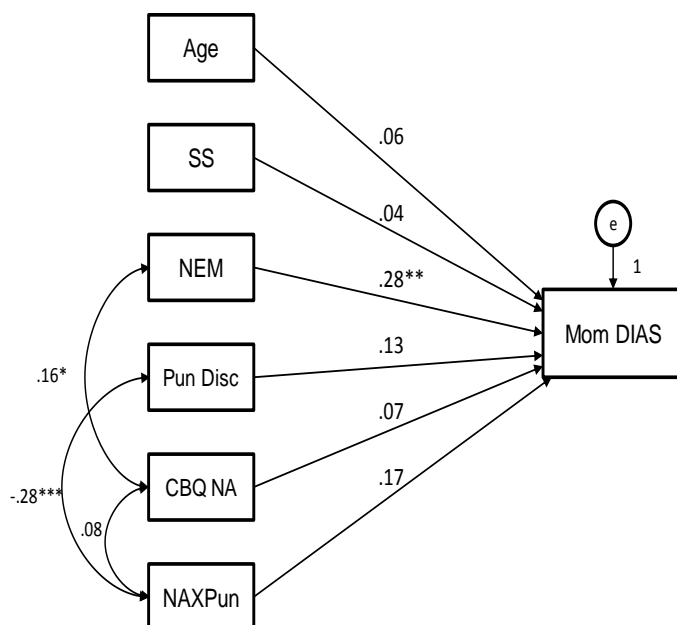 Age
.06
SS
.04
e
1
NEM
.28**
Mom DIAS
.13
Pun Disc
.16*
.07
CBQ NA
.17
-.28***
.08
NAXPun